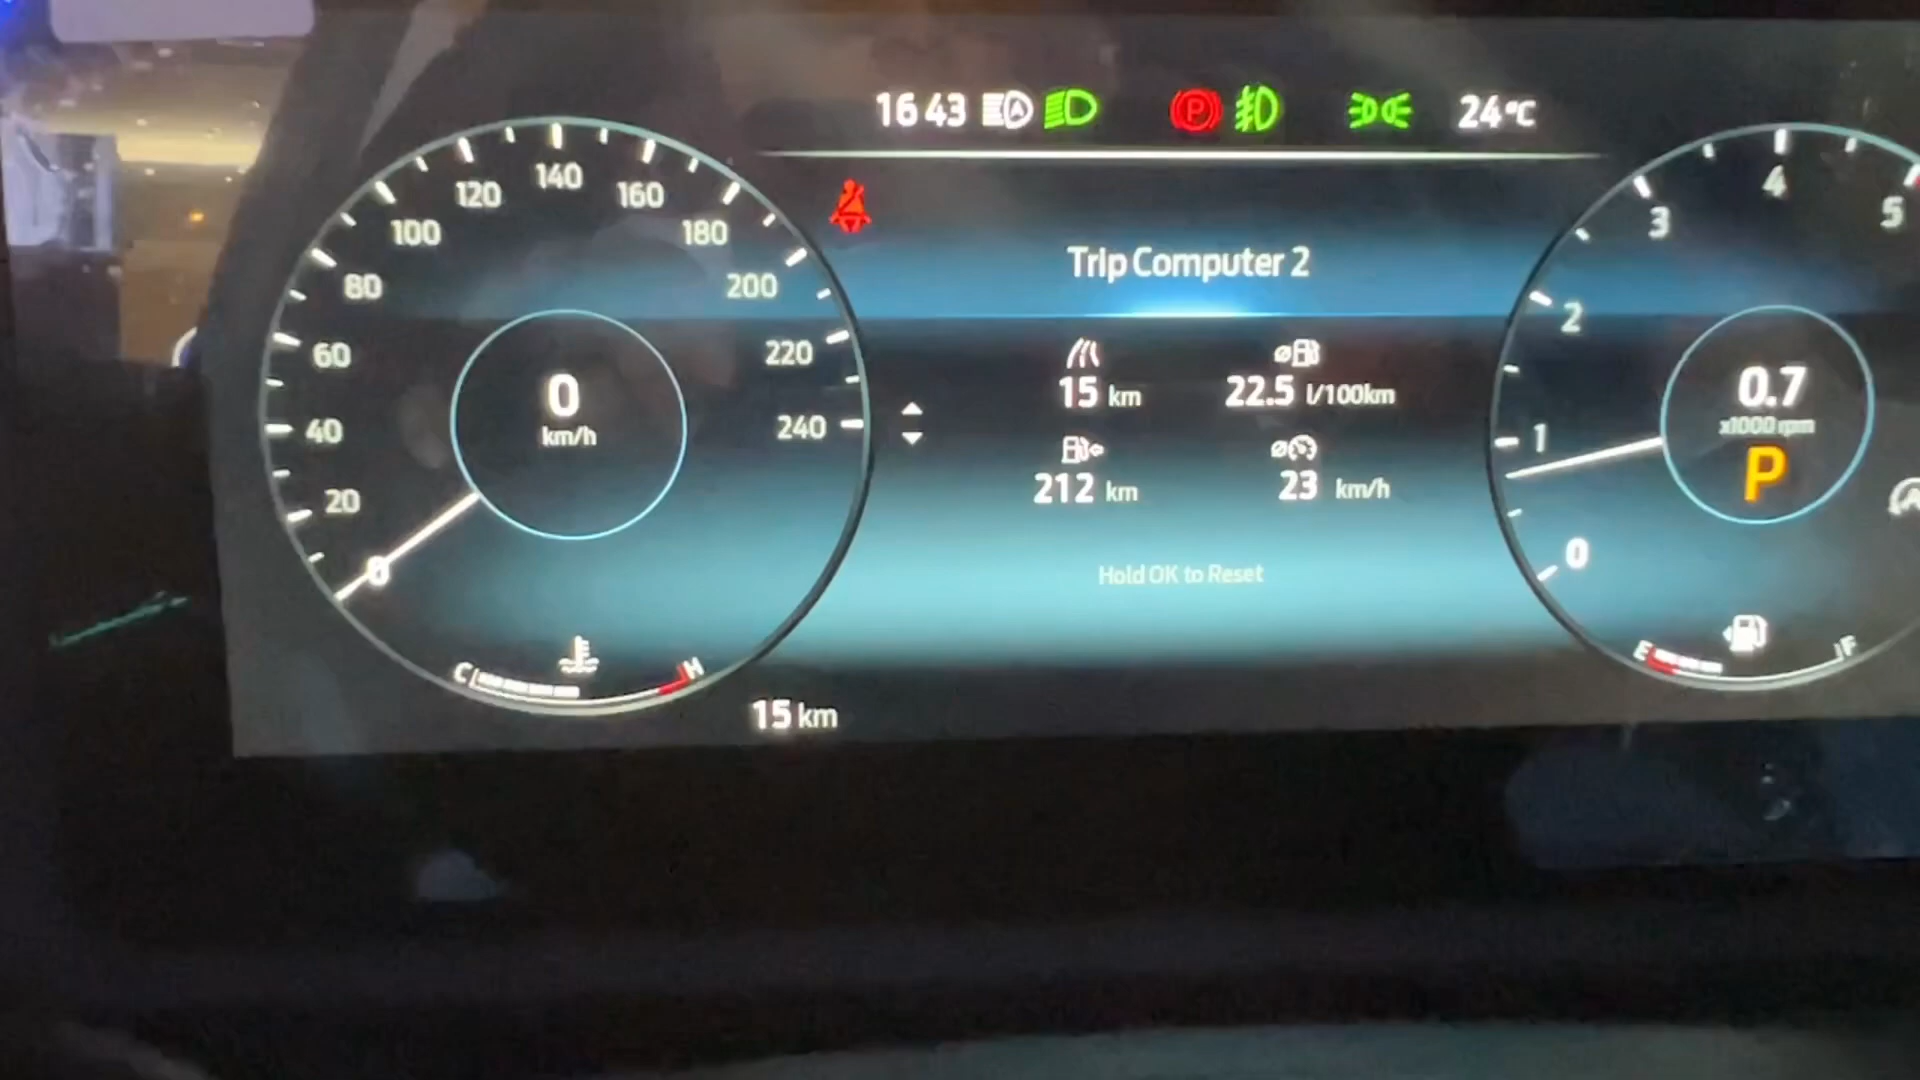 16 43 A P 24°C
140
120 160
100 180
80 200
60 220
40 240
20
0
0
km/h
C H
15 km
Trip Computer 2
15 km 22.5 l/100km
212 km 23 km/h
Hold OK to Reset
4
3 5
2
1
0
0.7
x1000 rpm
P
A
E F